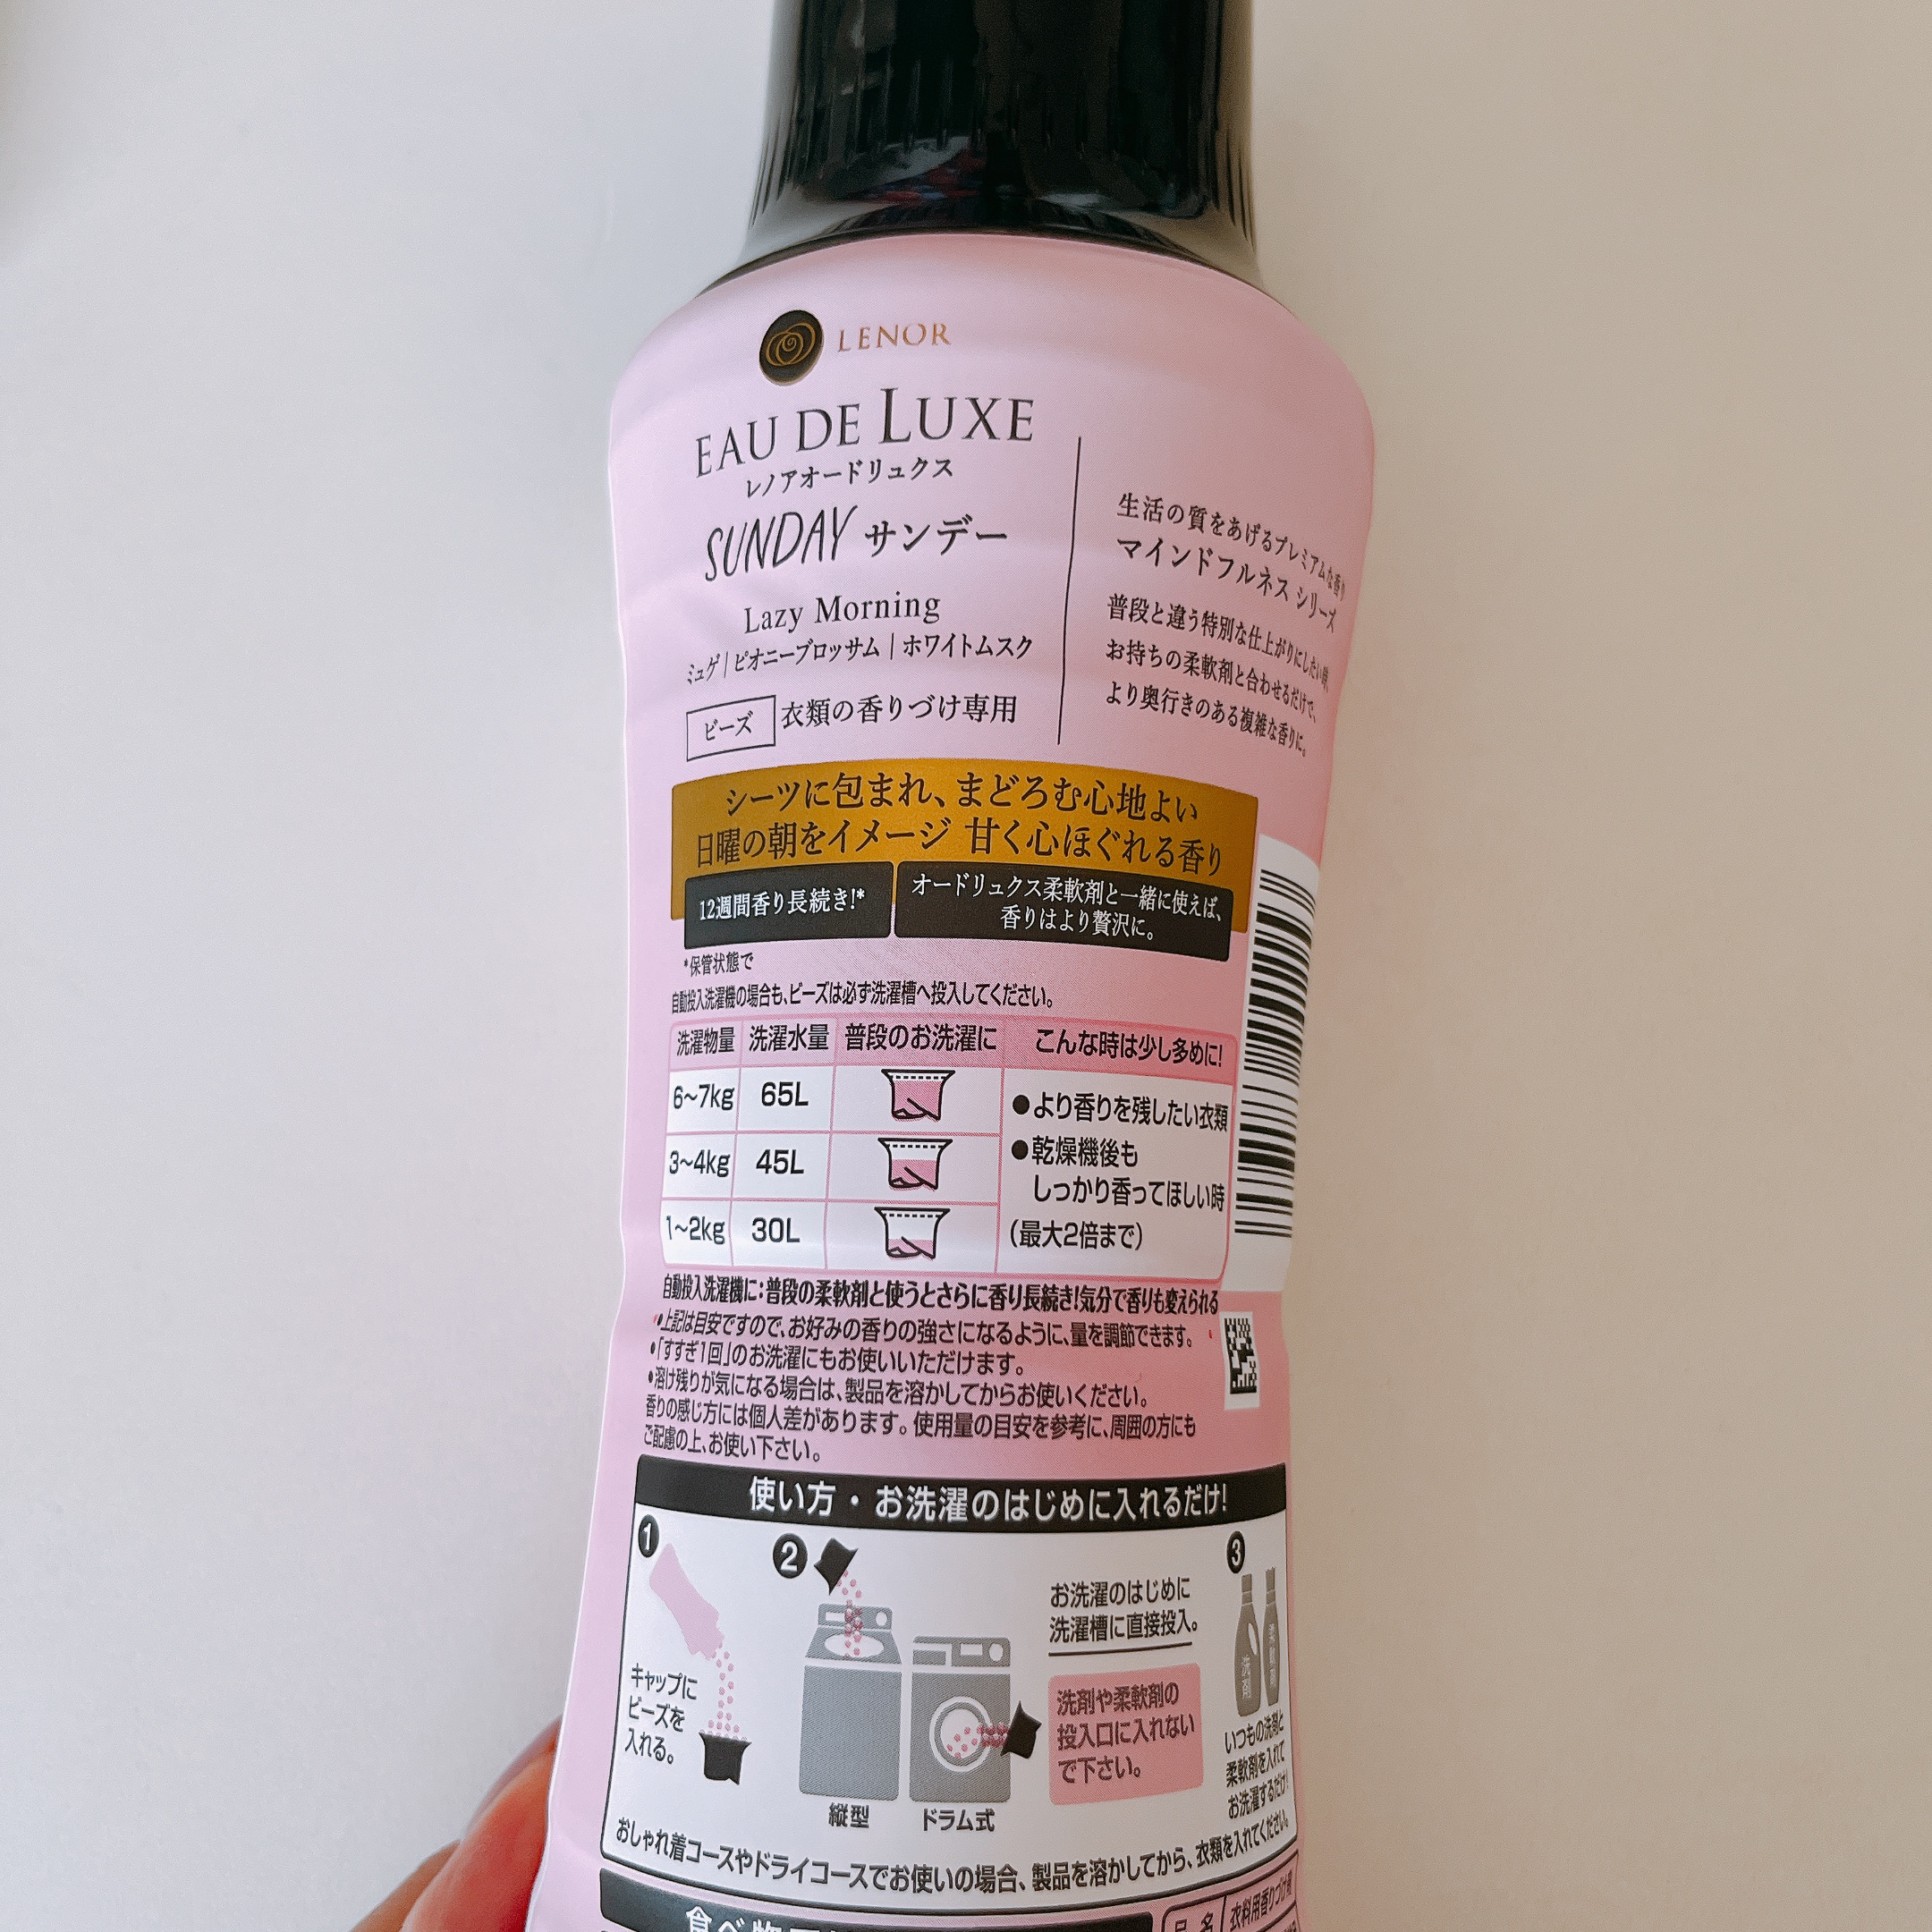 LENOR
EAU DE LUXE
レノアオードリュクス
SUNDAY サンデー
Lazy Morning
ミュゲ|ピオニーブロッサム|ホワイトムスク
ビーズ 衣類の香りづけ専用
生活の質をあげるプレミアムな香り
マインドフルネス シリーズ
普段と違う特別な仕上がりにしたい時、
お持ちの柔軟剤と合わせるだけで、
より奥行きのある複雑な香りに。
シーツに包まれ、まどろむ心地よい
日曜の朝をイメージ 甘く心ほぐれる香り
12週間香り長続き!*
オードリュクス柔軟剤と一緒に使えば、
香りはより贅沢に。
*保管状態で
自動投入洗濯機の場合も、ビーズは必ず洗濯槽へ投入してください。
洗濯物量 洗濯水量 普段のお洗濯に こんな時は少し多めに!
6~7kg 65L
3~4kg 45L
1~2kg 30L
●より香りを残したい衣類
●乾燥機後も
しっかり香ってほしい時
(最大2倍まで)
自動投入洗濯機に:普段の柔軟剤と使うとさらに香り長続き!気分で香りも変えられる
•上記は目安ですので、お好みの香りの強さになるように、量を調節できます。
•「すすぎ1回」のお洗濯にもお使いいただけます。
•溶け残りが気になる場合は、製品を溶かしてからお使いください。
香りの感じ方には個人差があります。使用量の目安を参考に、周囲の方にも
ご配慮の上、お使い下さい。
使い方・お洗濯のはじめに入れるだけ!
1
キャップに
ビーズを
入れる。
2
縦型
ドラム式
お洗濯のはじめに
洗濯槽に直接投入。
洗剤や柔軟剤の
投入口に入れない
で下さい。
3
洗剤
柔軟剤
いつもの洗剤と
柔軟剤を入れて
お洗濯するだけ!
おしゃれ着コースやドライコースでお使いの場合、製品を溶かしてから、衣類を入れてください。
食べ物
品名 衣料用香りづけ剤